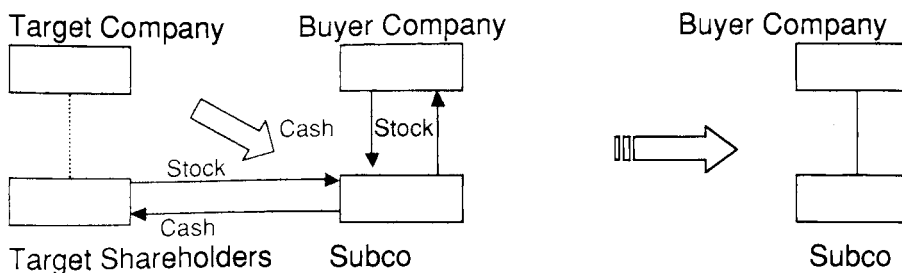 Target Company
Buyer Company
Buyer Company
Cash
Stock
Stock
Cash
Target Shareholders
Subco
Subco